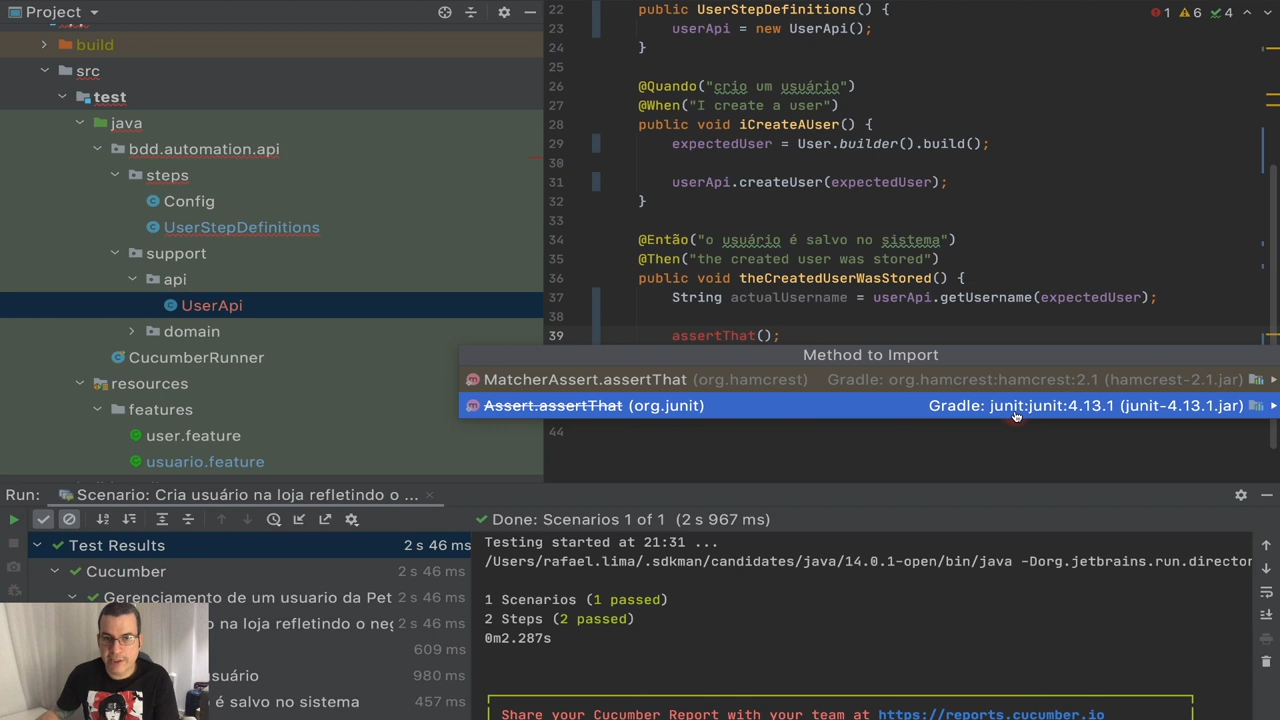 Project
build
src
test
java
bdd.automation.api
steps
Config
UserStepDefinitions
support
api
UserApi
domain
CucumberRunner
resources
features
user.feature
usuario.feature
1 6 4
22 public UserStepDefinitions() {
23 userApi = new UserApi();
24 }
25
26 @Quando("crio um usuário")
27 @When("I create a user")
28 public void iCreateAUser() {
29 expectedUser = User.builder().build();
30
31 userApi.createUser(expectedUser);
32 }
33
34 @Então("o usuário é salvo no sistema")
35 @Then("the created user was stored")
36 public void theCreatedUserWasStored() {
37 String actualUsername = userApi.getUsername(expectedUser);
38
39 assertThat();
Method to Import
MatcherAssert.assertThat (org.hamcrest) Gradle: org.hamcrest:hamcrest:2.1 (hamcrest-2.1.jar)
Assert.assertThat (org.junit) Gradle: junit:junit:4.13.1 (junit-4.13.1.jar)
44
Run: Scenario: Cria usuário na loja refletindo o ... ×
Done: Scenarios 1 of 1 (2 s 967 ms)
Test Results 2 s 46 ms
Cucumber 2 s 46 ms
Gerenciamento de um usuario da Pet 2 s 46 ms
o na loja refletindo o neç 2 s 46 ms
609 ms
suário 980 ms
é salvo no sistema 457 ms
Testing started at 21:31 ...
/Users/rafael.lima/.sdkman/candidates/java/14.0.1-open/bin/java -Dorg.jetbrains.run.director
1 Scenarios (1 passed)
2 Steps (2 passed)
0m2.287s
Share your Cucumber Report with your team at https://reports.cucumber.io